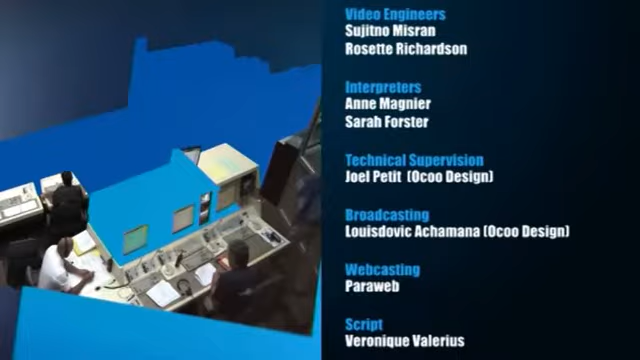 Video Engineers
Sujitno Misran
Rosette Richardson
Interpreters
Anne Magnier
Sarah Forster
Technical Supervision
Joel Petit (Ocoo Design)
Broadcasting
Louisdovic Achamana (Ocoo Design)
Webcasting
Paraweb
Script
Veronique Valerius